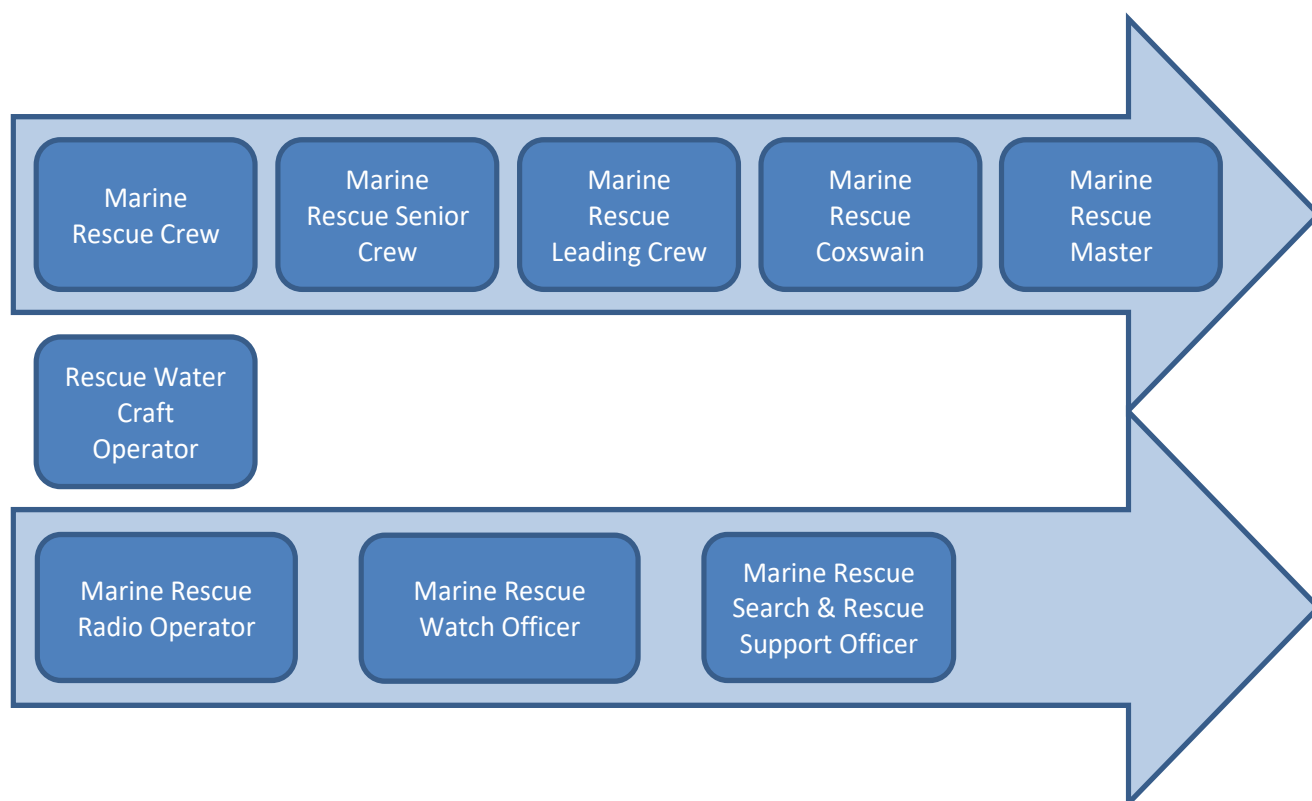 Marine
Rescue Crew
Marine
Rescue Senior
Crew
Marine
Rescue
Leading Crew
Marine
Rescue
Coxswain
Marine
Rescue
Master
Rescue Water
Craft
Operator
Marine Rescue
Radio Operator
Marine Rescue
Watch Officer
Marine Rescue
Search & Rescue
Support Officer